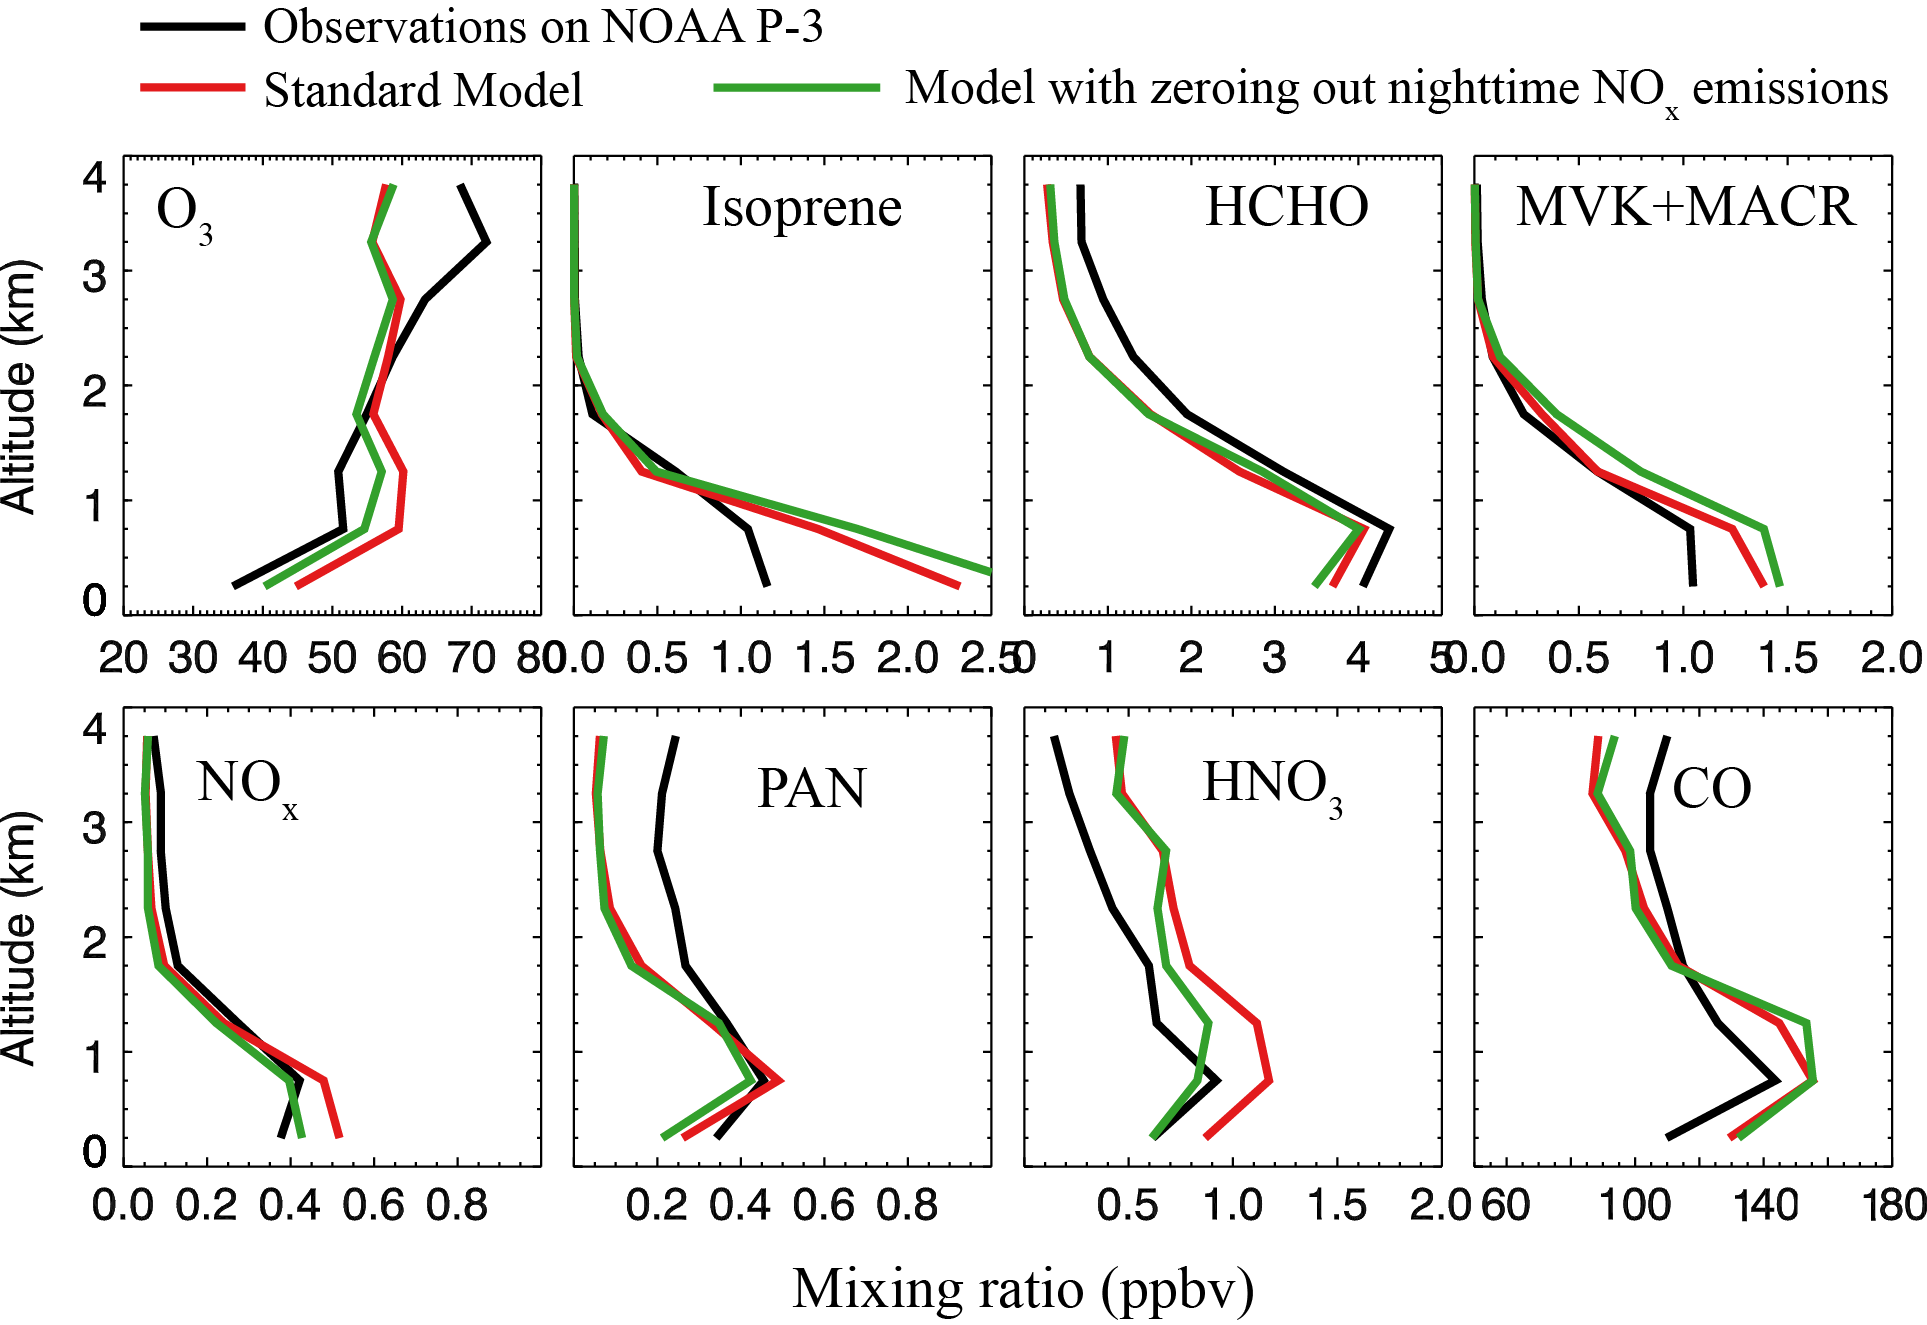 Observations on NOAA P-3
Standard Model
Model with zeroing out nighttime NOx emissions
O3
Isoprene
HCHO
MVK+MACR
Altitude (km)
4
3
2
1
0
20 30 40 50 60 70 80
0.0 0.5 1.0 1.5 2.0 2.5
0 1 2 3 4 5
0.0 0.5 1.0 1.5 2.0
NOx
PAN
HNO3
CO
Altitude (km)
4
3
2
1
0
0.0 0.2 0.4 0.6 0.8
0.2 0.4 0.6 0.8
0.5 1.0 1.5 2.0
60 100 140 180
Mixing ratio (ppbv)